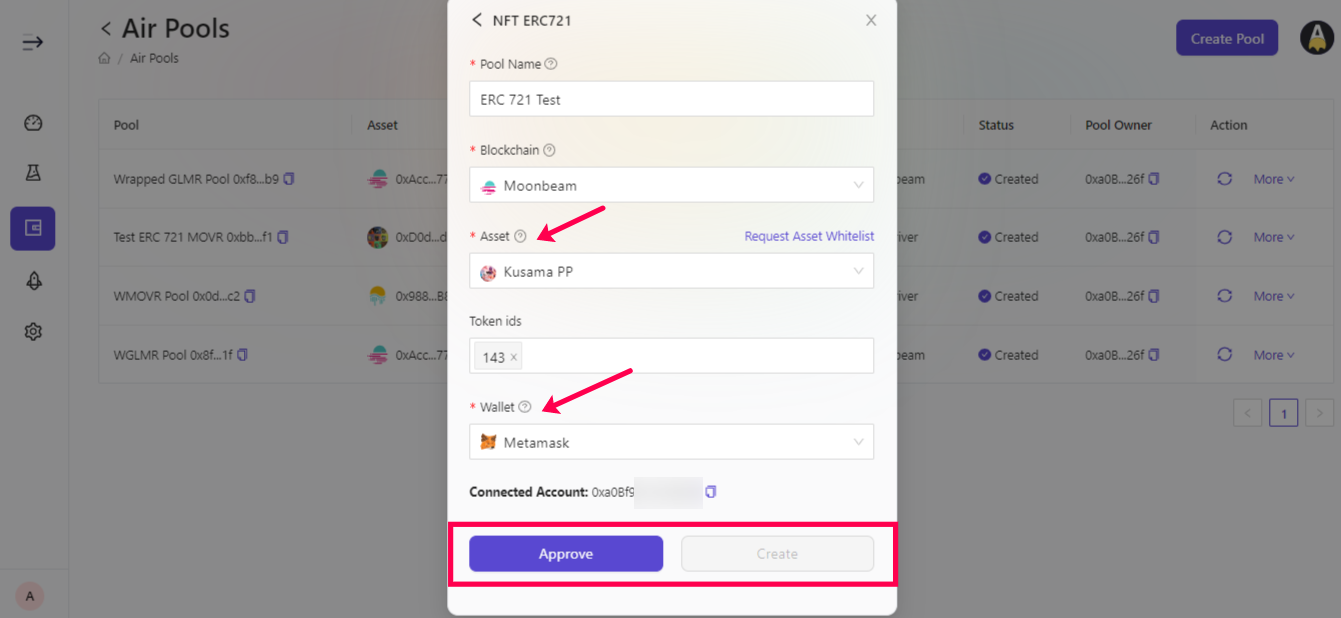 Air Pools
/ Air Pools
Create Pool
Pool Asset Status Pool Owner Action
Wrapped GLMR Pool 0xf8...b9 0xAcc...77 beam Created 0xa0B...26f More
Test ERC 721 MOVR 0xbb...f1 0xD0d...d iver Created 0xa0B...26f More
WMOVR Pool 0x0d...c2 0x988...BE iver Created 0xa0B...26f More
WGLMR Pool 0x8f...1f 0xAcc...77 beam Created 0xa0B...26f More
< 1 >
A
NFT ERC721
* Pool Name
ERC 721 Test
* Blockchain
Moonbeam
* Asset Request Asset Whitelist
Kusama PP
Token ids
143 ×
* Wallet
Metamask
Connected Account: 0xa0Bf9
Approve Create